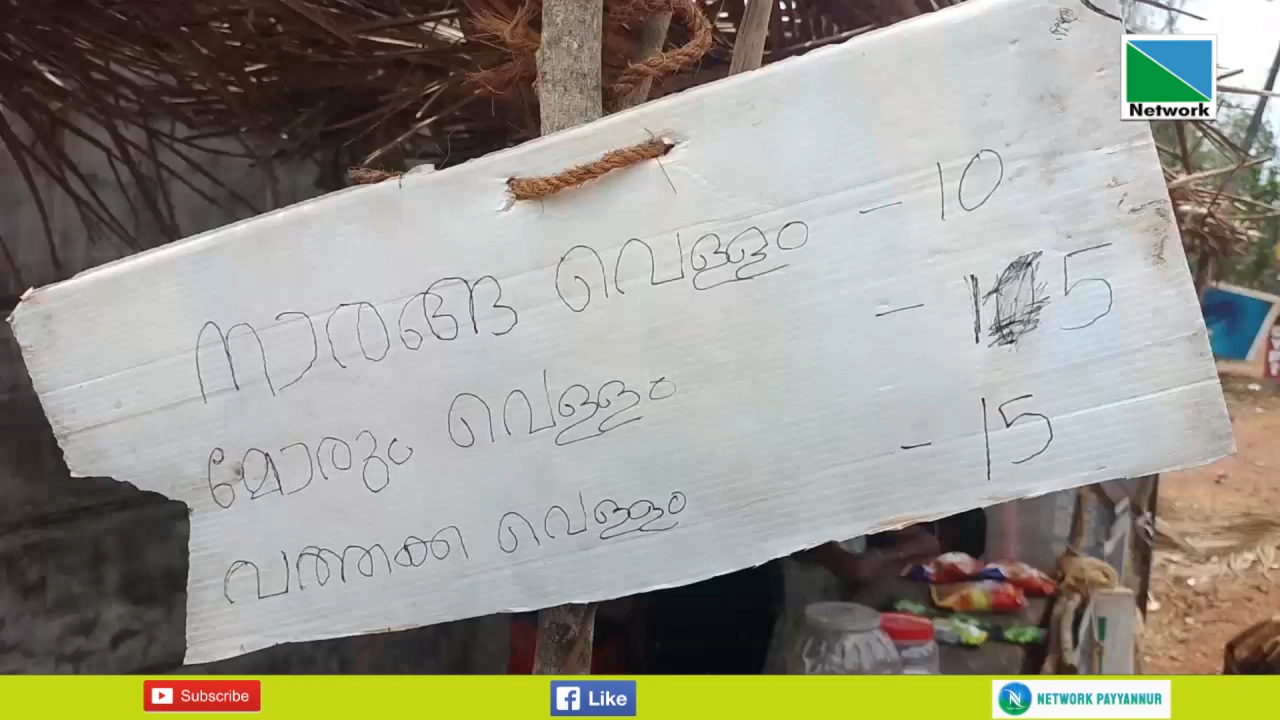 Network
നാരങ്ങ വെള്ളം - 10
മോരും വെള്ളം - 15
വത്തക്ക വെള്ളം - 15
Subscribe
Like
NETWORK PAYYANNUR